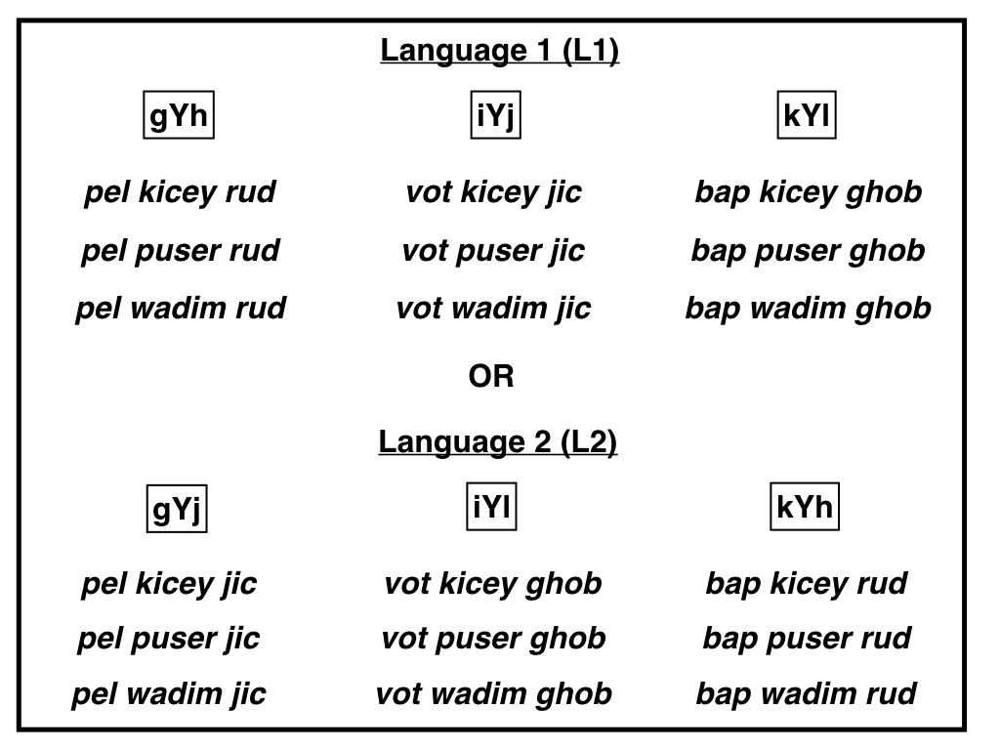 Language 1 (L1)
gYh iYj kYl
pel kicey rud vot kicey jic bap kicey ghob
pel puser rud vot puser jic bap puser ghob
pel wadim rud vot wadim jic bap wadim ghob
OR
Language 2 (L2)
gYj iYl kYh
pel kicey jic vot kicey ghob bap kicey rud
pel puser jic vot puser ghob bap puser rud
pel wadim jic vot wadim ghob bap wadim rud